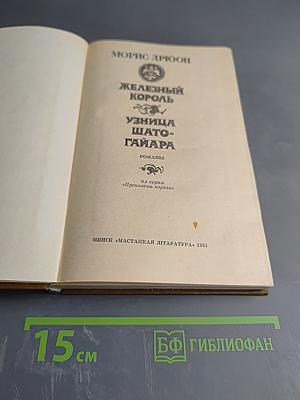 МОРИС ДРЮОН
ЖЕЛЕЗНЫЙ
КОРОЛЬ
УЗНИЦА
ШАТО-
ГАЙАРА
РОМАНЫ
из серии
«Проклятые короли»
МИНСК «МАСТАЦКАЯ ЛІТАРАТУРА» 1981
15 см
БФ ГИБЛИОФАН